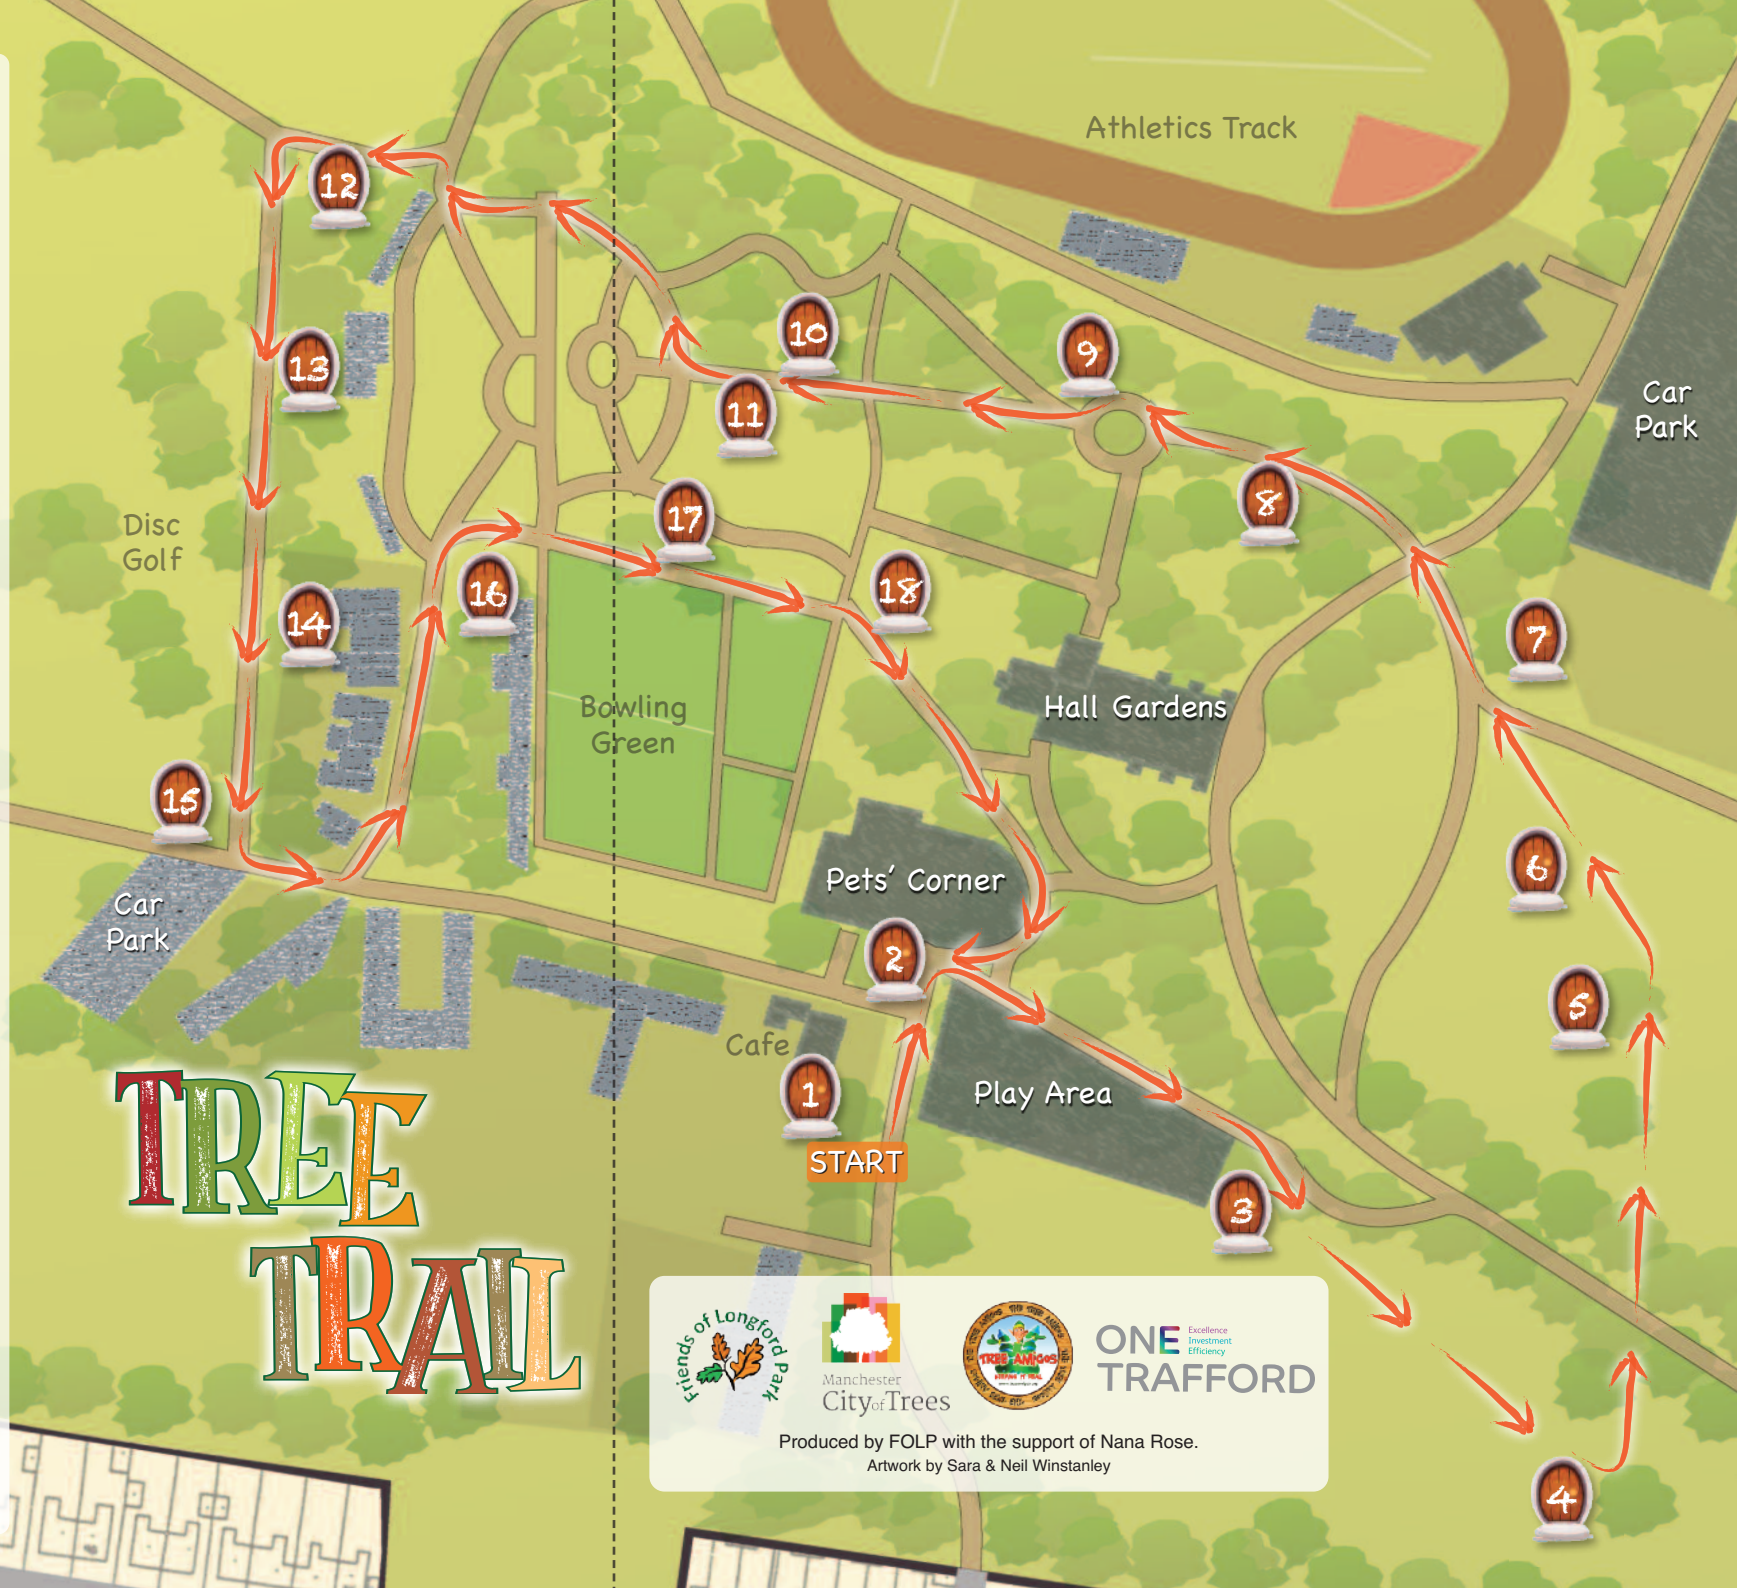 Athletics Track
12
10
9
13
Car
Park
11
8
17
Disc
Golf
16
18
14
7
Bowling
Green
Hall Gardens
15
6
Pets' Corner
Car
Park
2
5
Cafe
1
Play Area
START
3
4
TREE
TRAIL
Friends of Longford Park
Manchester
City of Trees
TREE AMIGOS
ONE
Excellence
Investment
Efficiency
TRAFFORD
Produced by FOLP with the support of Nana Rose.
Artwork by Sara & Neil Winstanley